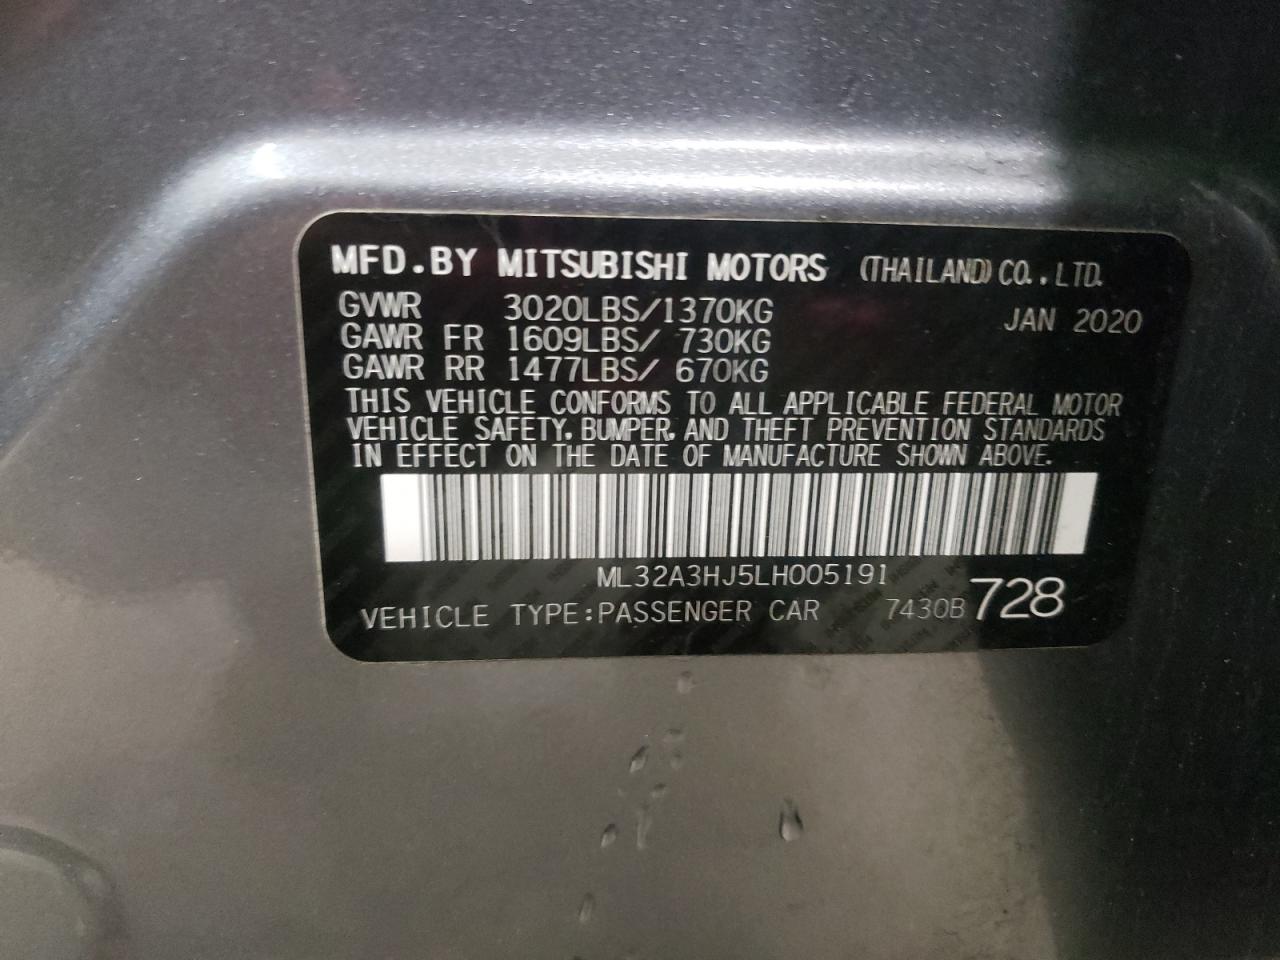 MFD.BY MITSUBISHI MOTORS (THAILAND) CO.,LTD.
GVWR 3020LBS/1370KG JAN 2020
GAWR FR 1609LBS/ 730KG
GAWR RR 1477LBS/ 670KG
THIS VEHICLE CONFORMS TO ALL APPLICABLE FEDERAL MOTOR
VEHICLE SAFETY, BUMPER, AND THEFT PREVENTION STANDARDS
IN EFFECT ON THE DATE OF MANUFACTURE SHOWN ABOVE.
ML32A3HJ5LH005191
VEHICLE TYPE:PASSENGER CAR 7430B 728